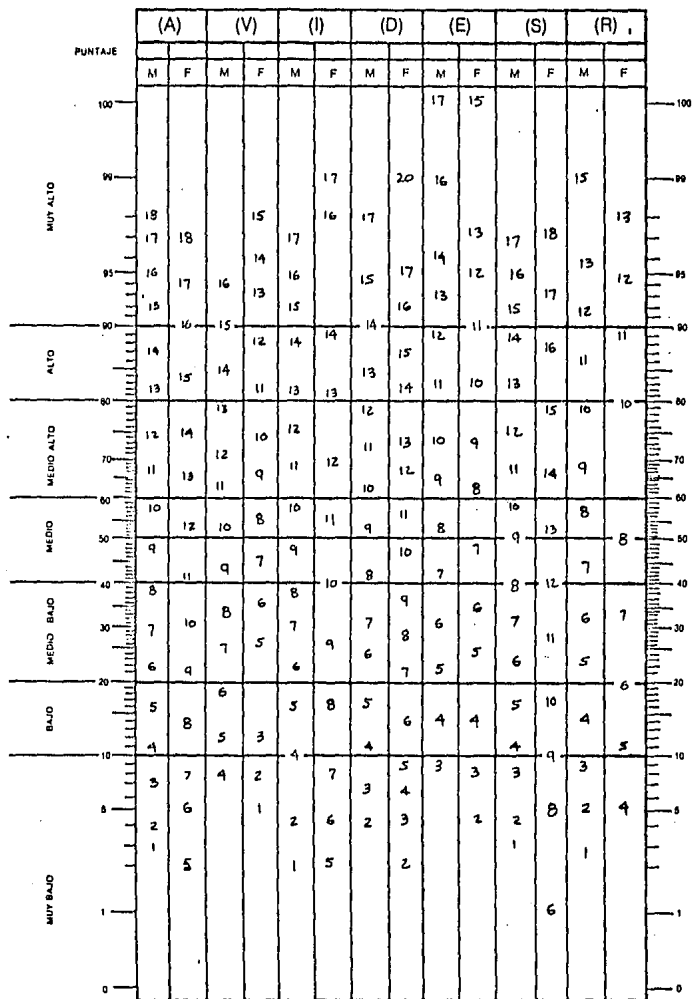 (A) (V) (I) (D) (E) (S) (R)
PUNTAJE
M F M F M F M F M F M F M F
100 17 15 100
99 17 20 16 15 99
MUY ALTO
18 15 16 17 13
17 18 17 13 17 18
14 14 13
95 16 17 16 16 15 17 12 16 12 95
15 13 15 16 13 15 17 12
90 16 15 14 11 90
12 14 14 12 14 11
ALTO
14 15 16 11
14 13
13 15 11 13 13 14 11 10 13
80 13 12 15 10 10 80
MEDIO ALTO
12 14 10 12 11 13 10 9 12
70 12 12 70
11 13 9 11 12 9 11 14 9
11 10 8
60 10 10 10 60
12 8 11 11 8 8
MEDIO
10 9 8 13
50 9 8 50
9 7 9 10 7
9 8 7 7
11
40 8 8 10 8 12 40
6 9
MEDIO BAJO
8 6 7
30 7 10 7 7 6 7 6 30
7 5 9 8 5 11
6 9 6 6 7 5 6 5
20 6 6 20
BAJO
5 8 5 8 5 5 10
8 6 4 4 4
5 3
4 4 4 5
10 4 9 10
3 7 4 2 7 5 3 3 3 3
3 4
5 6 1 8 2 4 5
2 2 6 2 3 2 2
1 1
1
5 1 5 2
MUY BAJO
1 6 1
0 0